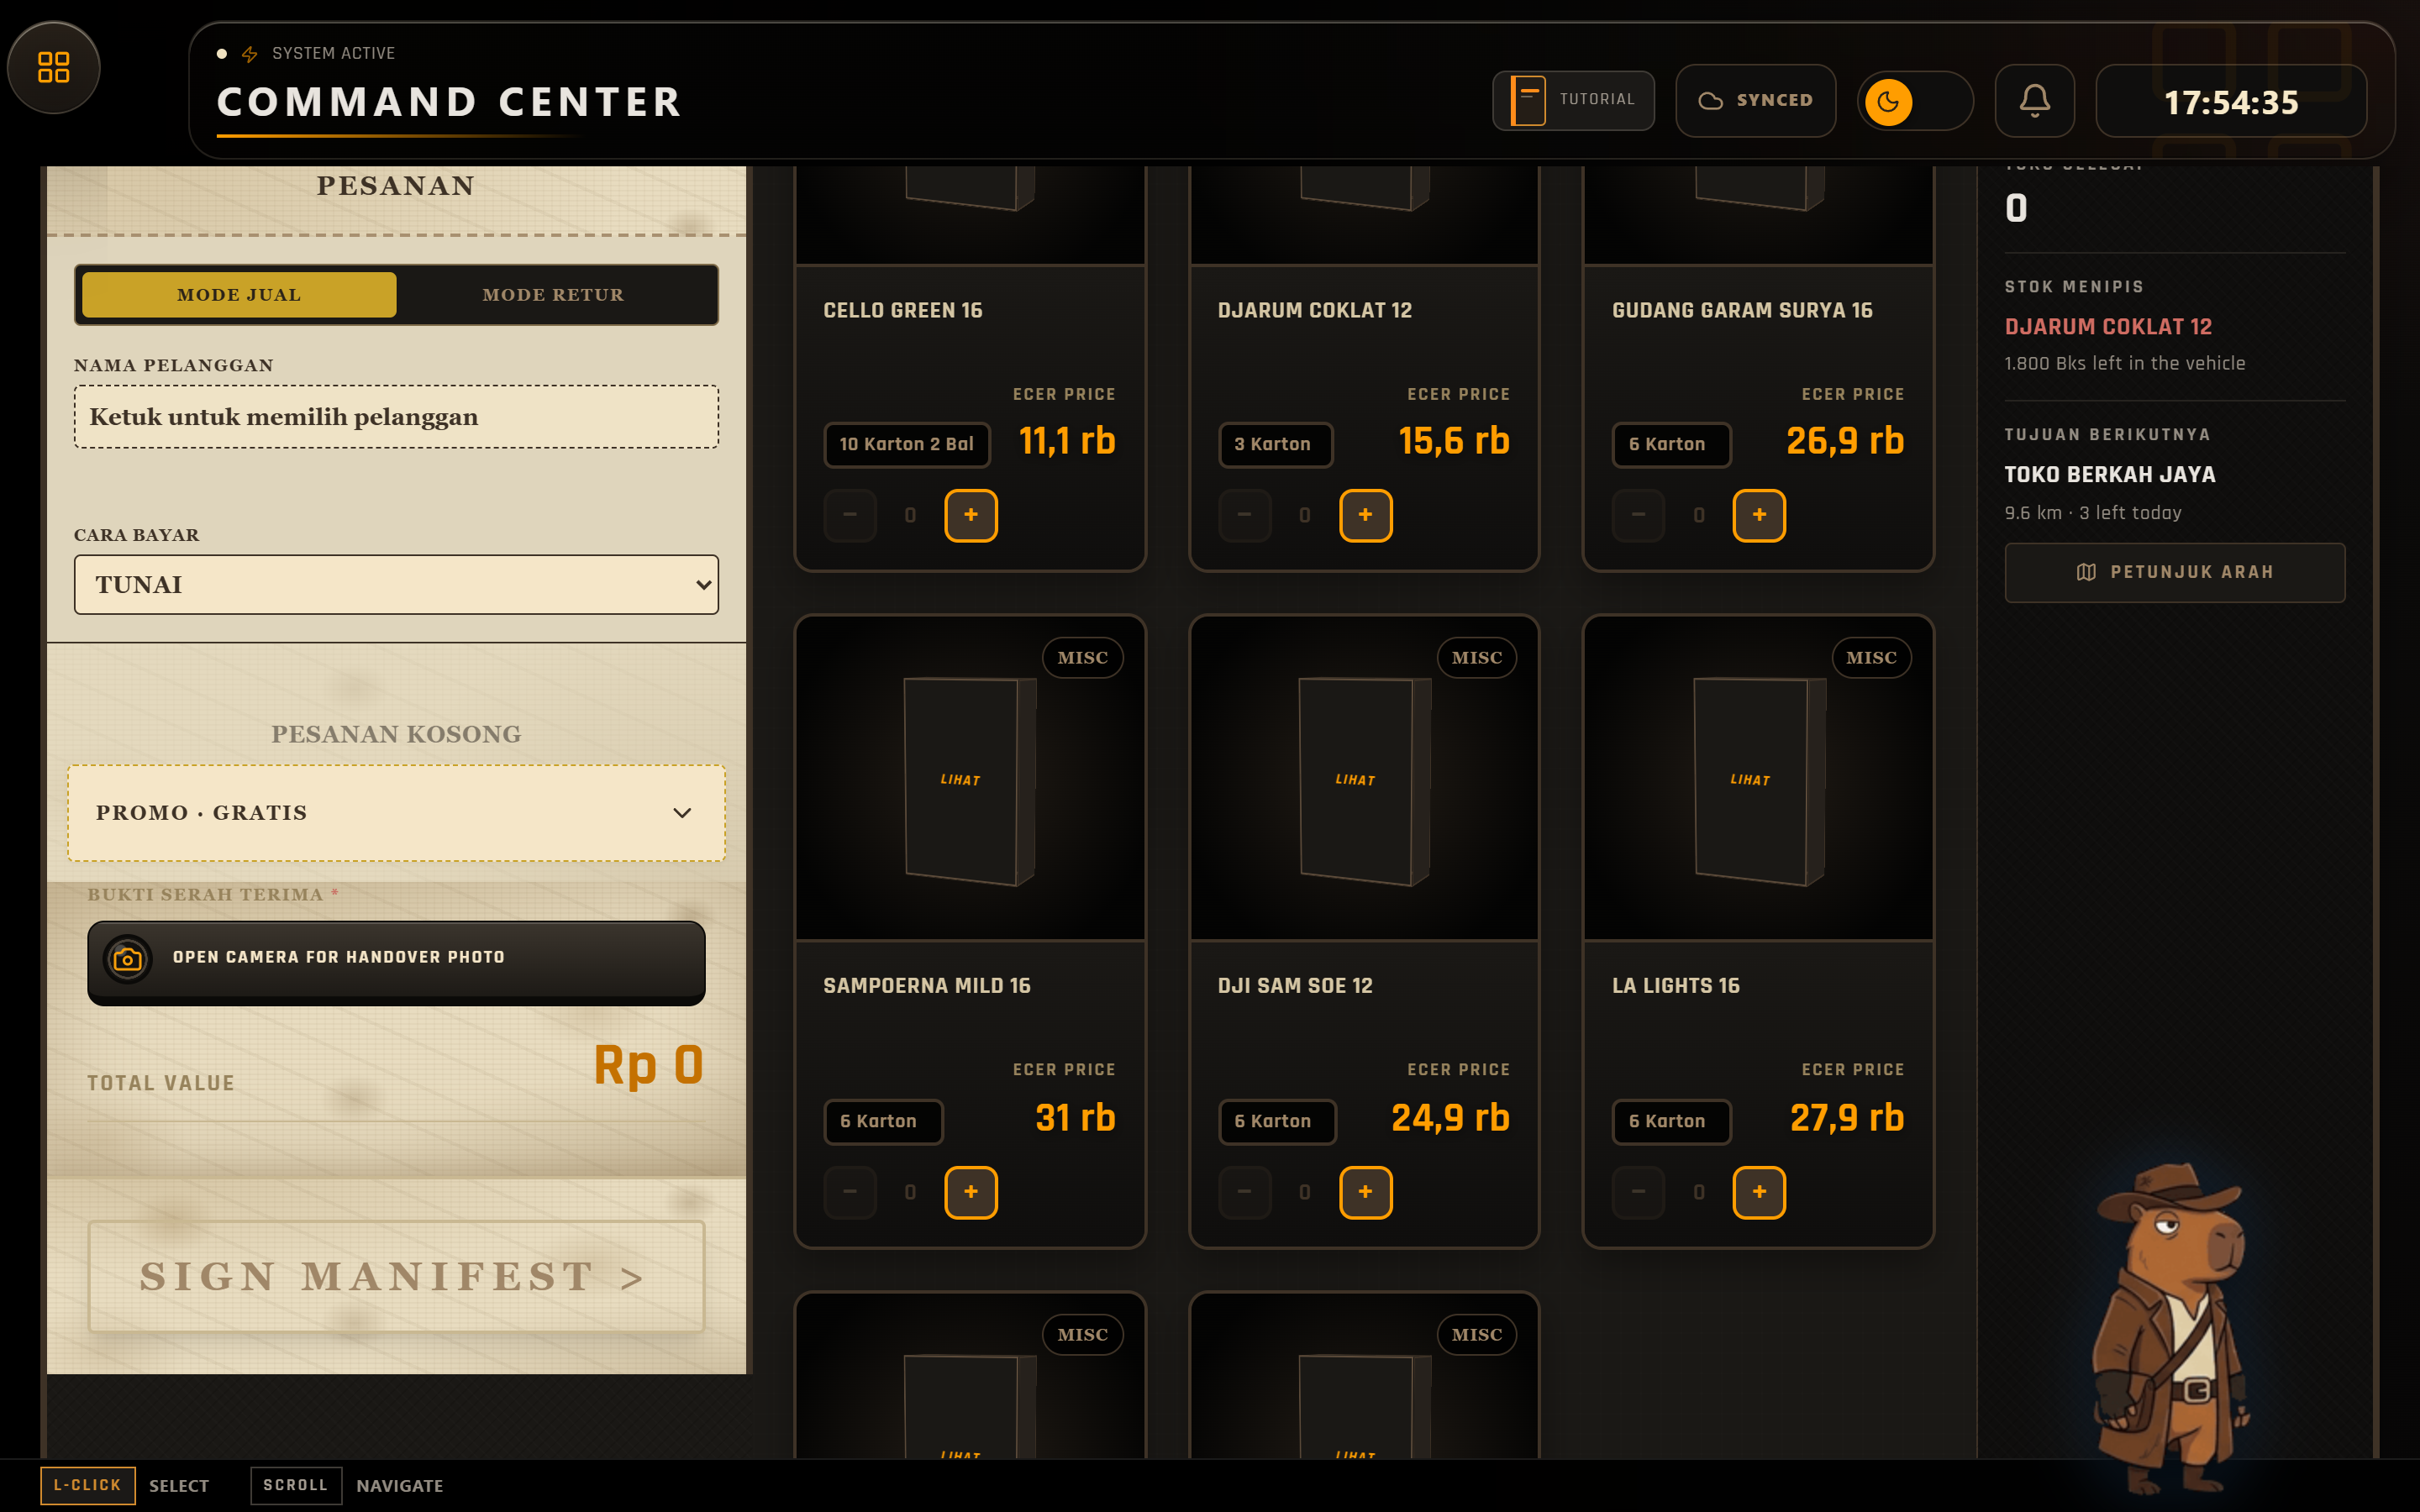 SYSTEM ACTIVE
COMMAND CENTER
TUTORIAL
SYNCED
17:54:35
PESANAN
MODE JUAL
MODE RETUR
NAMA PELANGGAN
Ketuk untuk memilih pelanggan
CARA BAYAR
TUNAI
PESANAN KOSONG
PROMO · GRATIS
BUKTI SERAH TERIMA *
OPEN CAMERA FOR HANDOVER PHOTO
TOTAL VALUE
Rp 0
SIGN MANIFEST >
CELLO GREEN 16
ECER PRICE
10 Karton 2 Bal
11,1 rb
− 0 +
DJARUM COKLAT 12
ECER PRICE
3 Karton
15,6 rb
− 0 +
GUDANG GARAM SURYA 16
ECER PRICE
6 Karton
26,9 rb
− 0 +
MISC
LIHAT
SAMPOERNA MILD 16
ECER PRICE
6 Karton
31 rb
− 0 +
MISC
LIHAT
DJI SAM SOE 12
ECER PRICE
6 Karton
24,9 rb
− 0 +
MISC
LIHAT
LA LIGHTS 16
ECER PRICE
6 Karton
27,9 rb
− 0 +
MISC
LIHAT
MISC
LIHAT
0
STOK MENIPIS
DJARUM COKLAT 12
1.800 Bks left in the vehicle
TUJUAN BERIKUTNYA
TOKO BERKAH JAYA
9.6 km · 3 left today
PETUNJUK ARAH
L-CLICK
SELECT
SCROLL
NAVIGATE